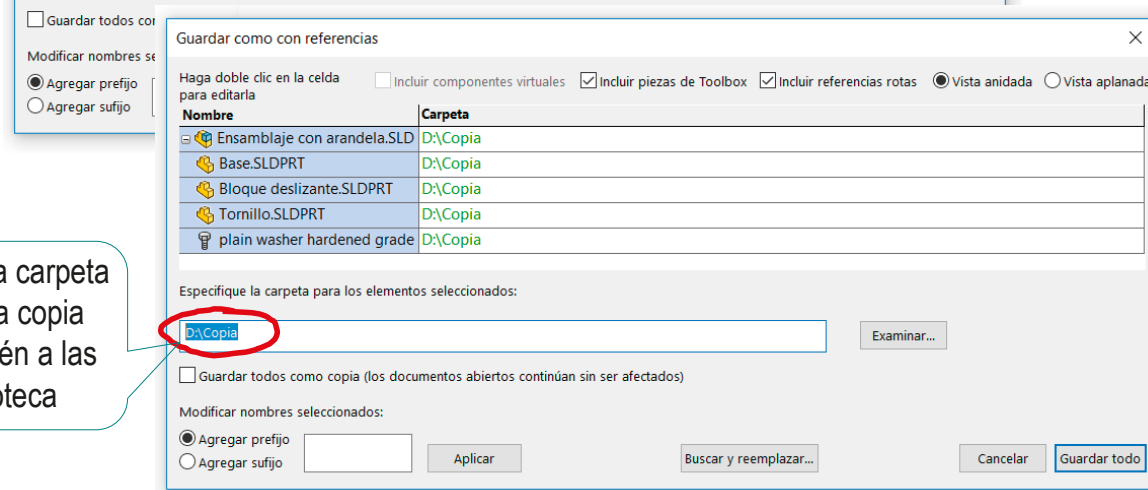 Guardar todos co
Modificar nombres se
Agregar prefijo
Agregar sufijo
Guardar como con referencias
Haga doble clic en la celda
para editarla
Incluir componentes virtuales
Incluir piezas de Toolbox
Incluir referencias rotas
Vista anidada
Vista aplanada
Nombre Carpeta
Ensamblaje con arandela.SLD D:\Copia
Base.SLDPRT D:\Copia
Bloque deslizante.SLDPRT D:\Copia
Tornillo.SLDPRT D:\Copia
plain washer hardened grade D:\Copia
a carpeta
a copia
én a las
oteca
Especifique la carpeta para los elementos seleccionados:
D:\Copia
Examinar...
Guardar todos como copia (los documentos abiertos continúan sin ser afectados)
Modificar nombres seleccionados:
Agregar prefijo
Agregar sufijo
Aplicar
Buscar y reemplazar...
Cancelar
Guardar todo